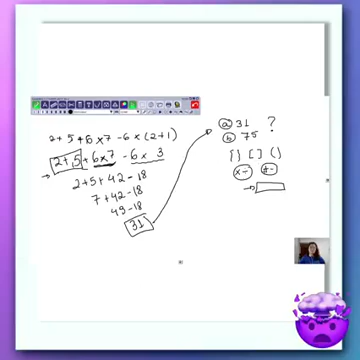 2+5+6×7-6×(2+1)
2+5+6×7-6×3
2+5+42-18
7+42-18
49-18
31
a 31 ?
b 75
{} [] ()
×÷
+-